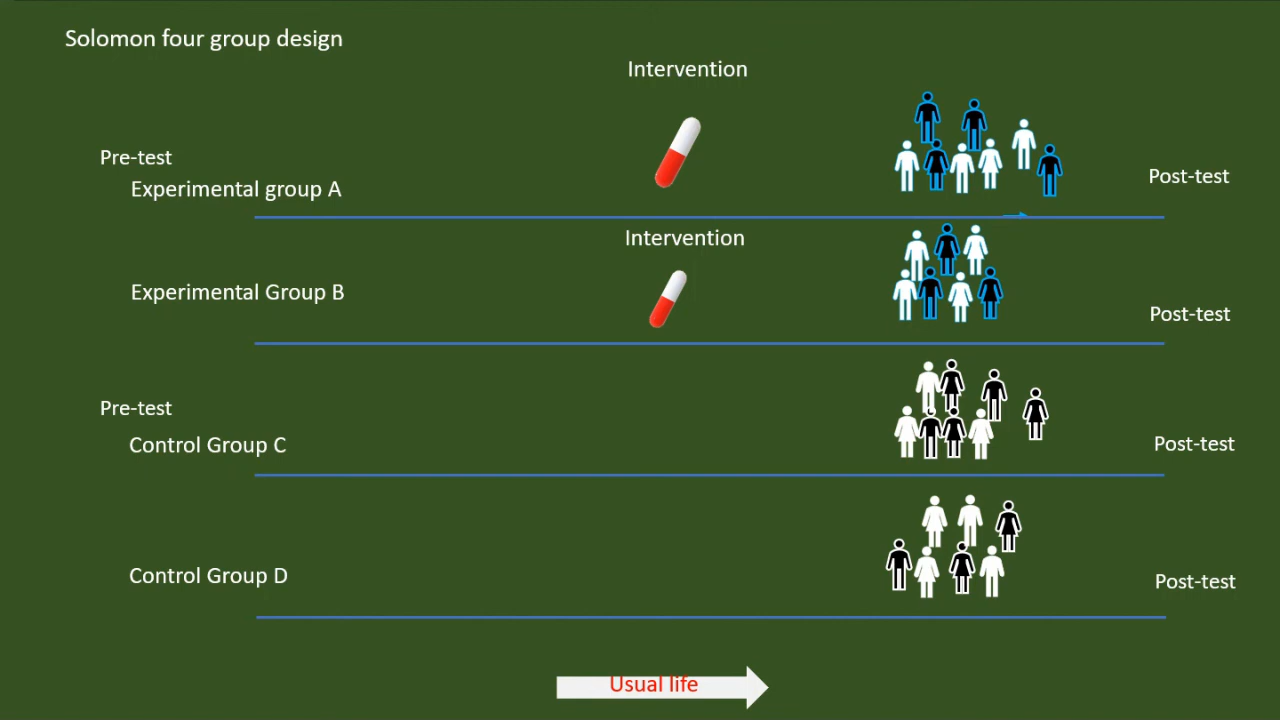 Solomon four group design
Intervention
Pre-test
Experimental group A
Post-test
Intervention
Experimental Group B
Post-test
Pre-test
Control Group C
Post-test
Control Group D
Post-test
Usual life